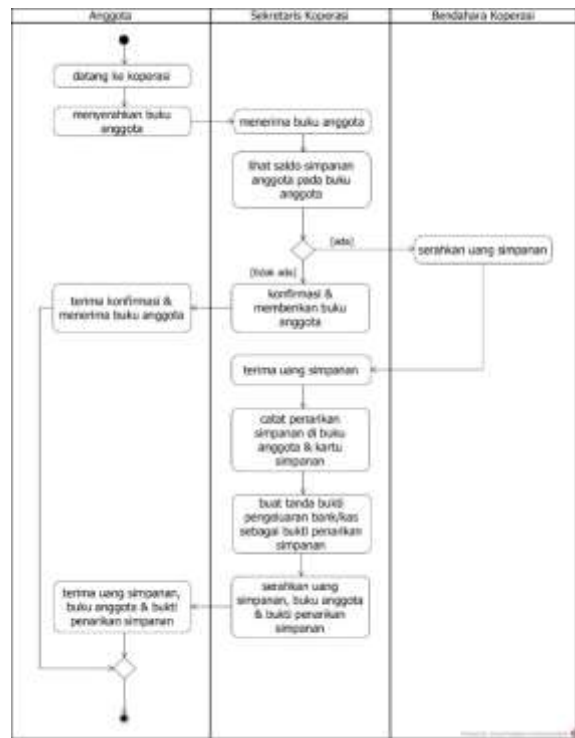 Anggota
Sekretaris Koperasi
Bendahara Koperasi
datang ke koperasi
menyerahkan buku
anggota
menerima buku anggota
lihat saldo simpanan
anggota pada buku
anggota
[ada]
serahkan uang simpanan
[tidak ada]
konfirmasi &
memberikan buku
anggota
terima konfirmasi &
menerima buku anggota
terima uang simpanan
catat penarikan
simpanan di buku
anggota & kartu
simpanan
buat tanda bukti
pengeluaran bank/kas
sebagai bukti penarikan
simpanan
serahkan uang
simpanan, buku anggota
& bukti penarikan
simpanan
terima uang simpanan,
buku anggota & bukti
penarikan simpanan